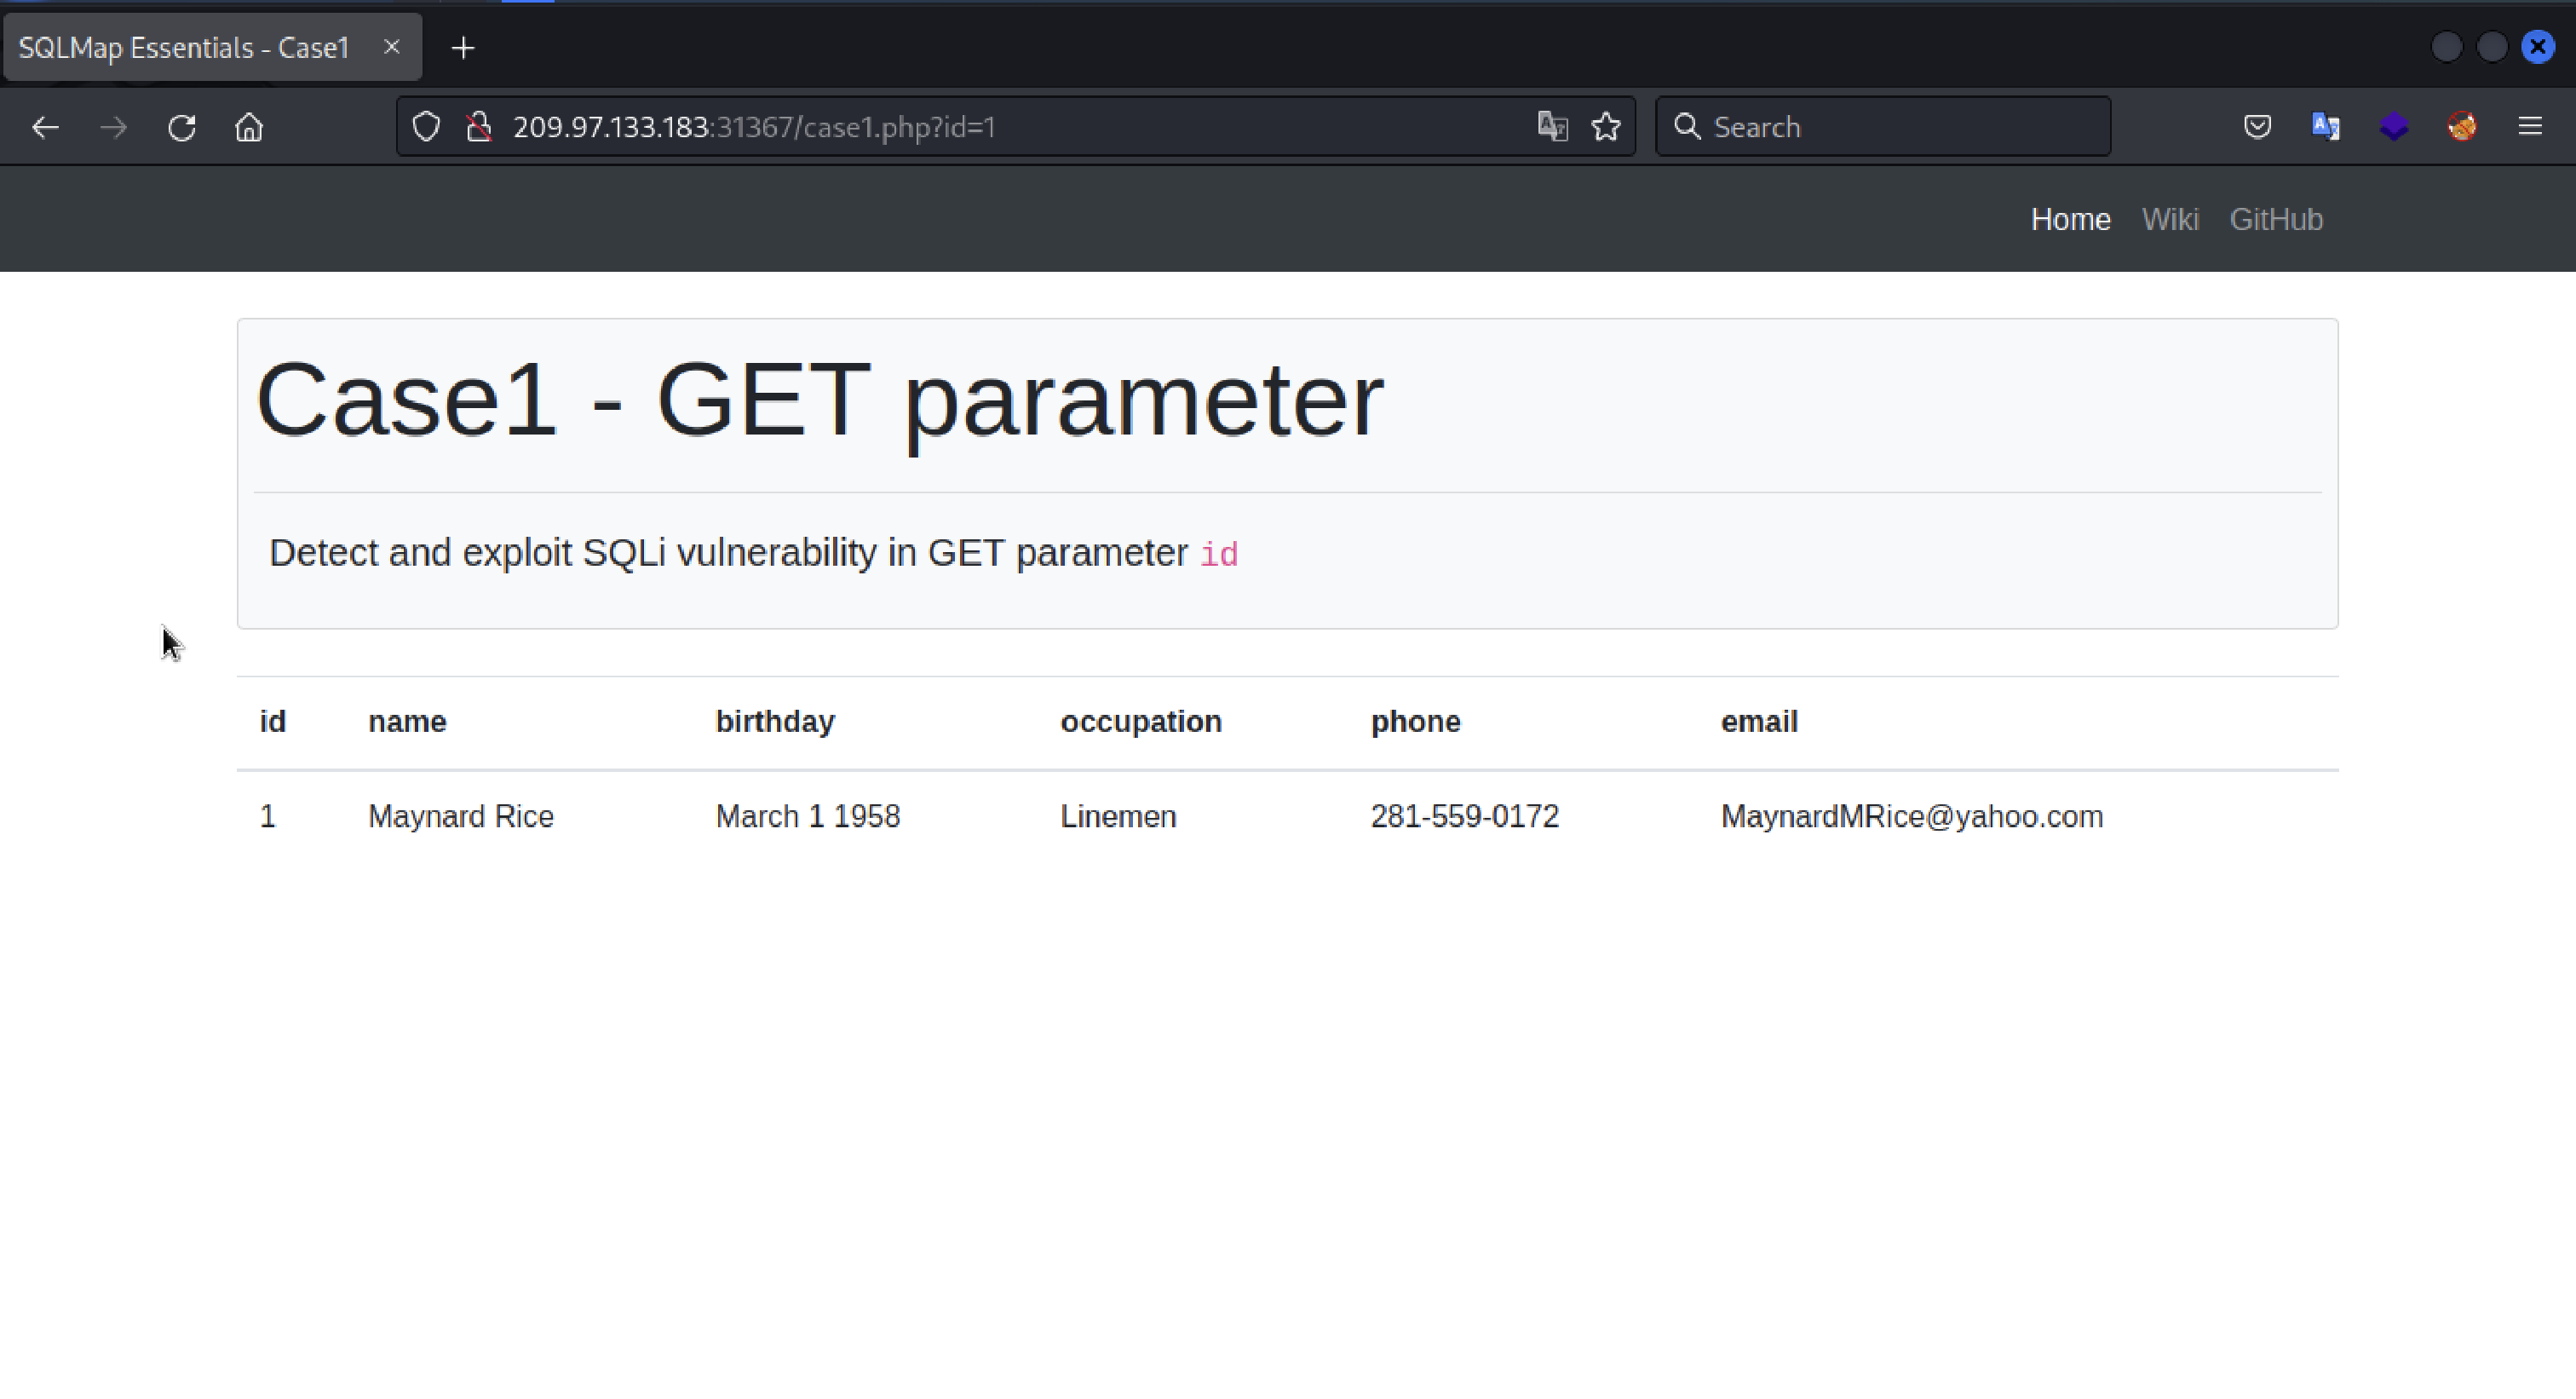 SQLMap Essentials - Case1
209.97.133.183:31367/case1.php?id=1
Search
Home Wiki GitHub
Case1 - GET parameter
Detect and exploit SQLi vulnerability in GET parameter id
id name birthday occupation phone email
1 Maynard Rice March 1 1958 Linemen 281-559-0172 MaynardMRice@yahoo.com